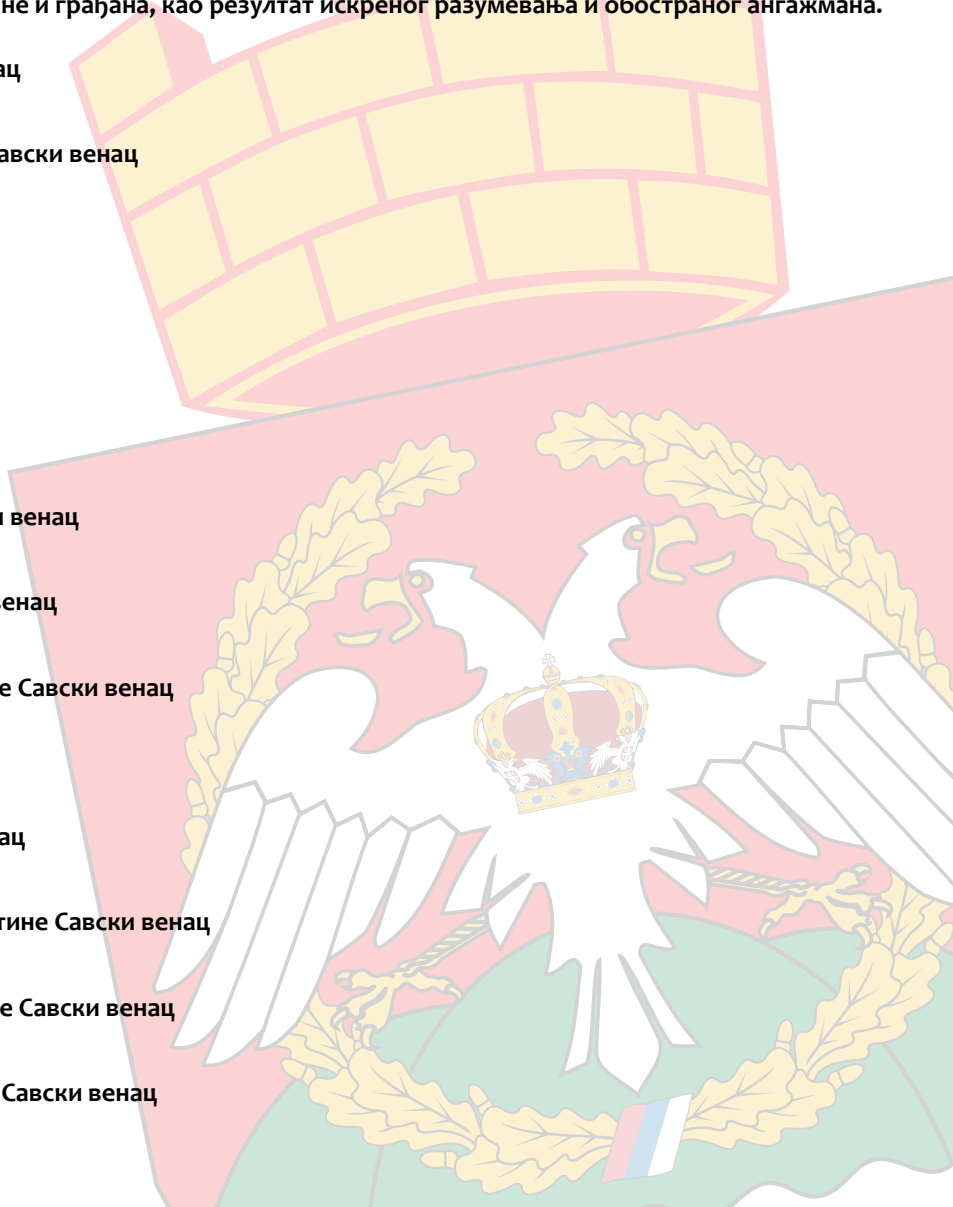 не и грађана, као резултат искреног разумевања и обостраног ангажмана.
ац
авски венац
венац
венац
е Савски венац
ац
тине Савски венац
е Савски венац
Савски венац